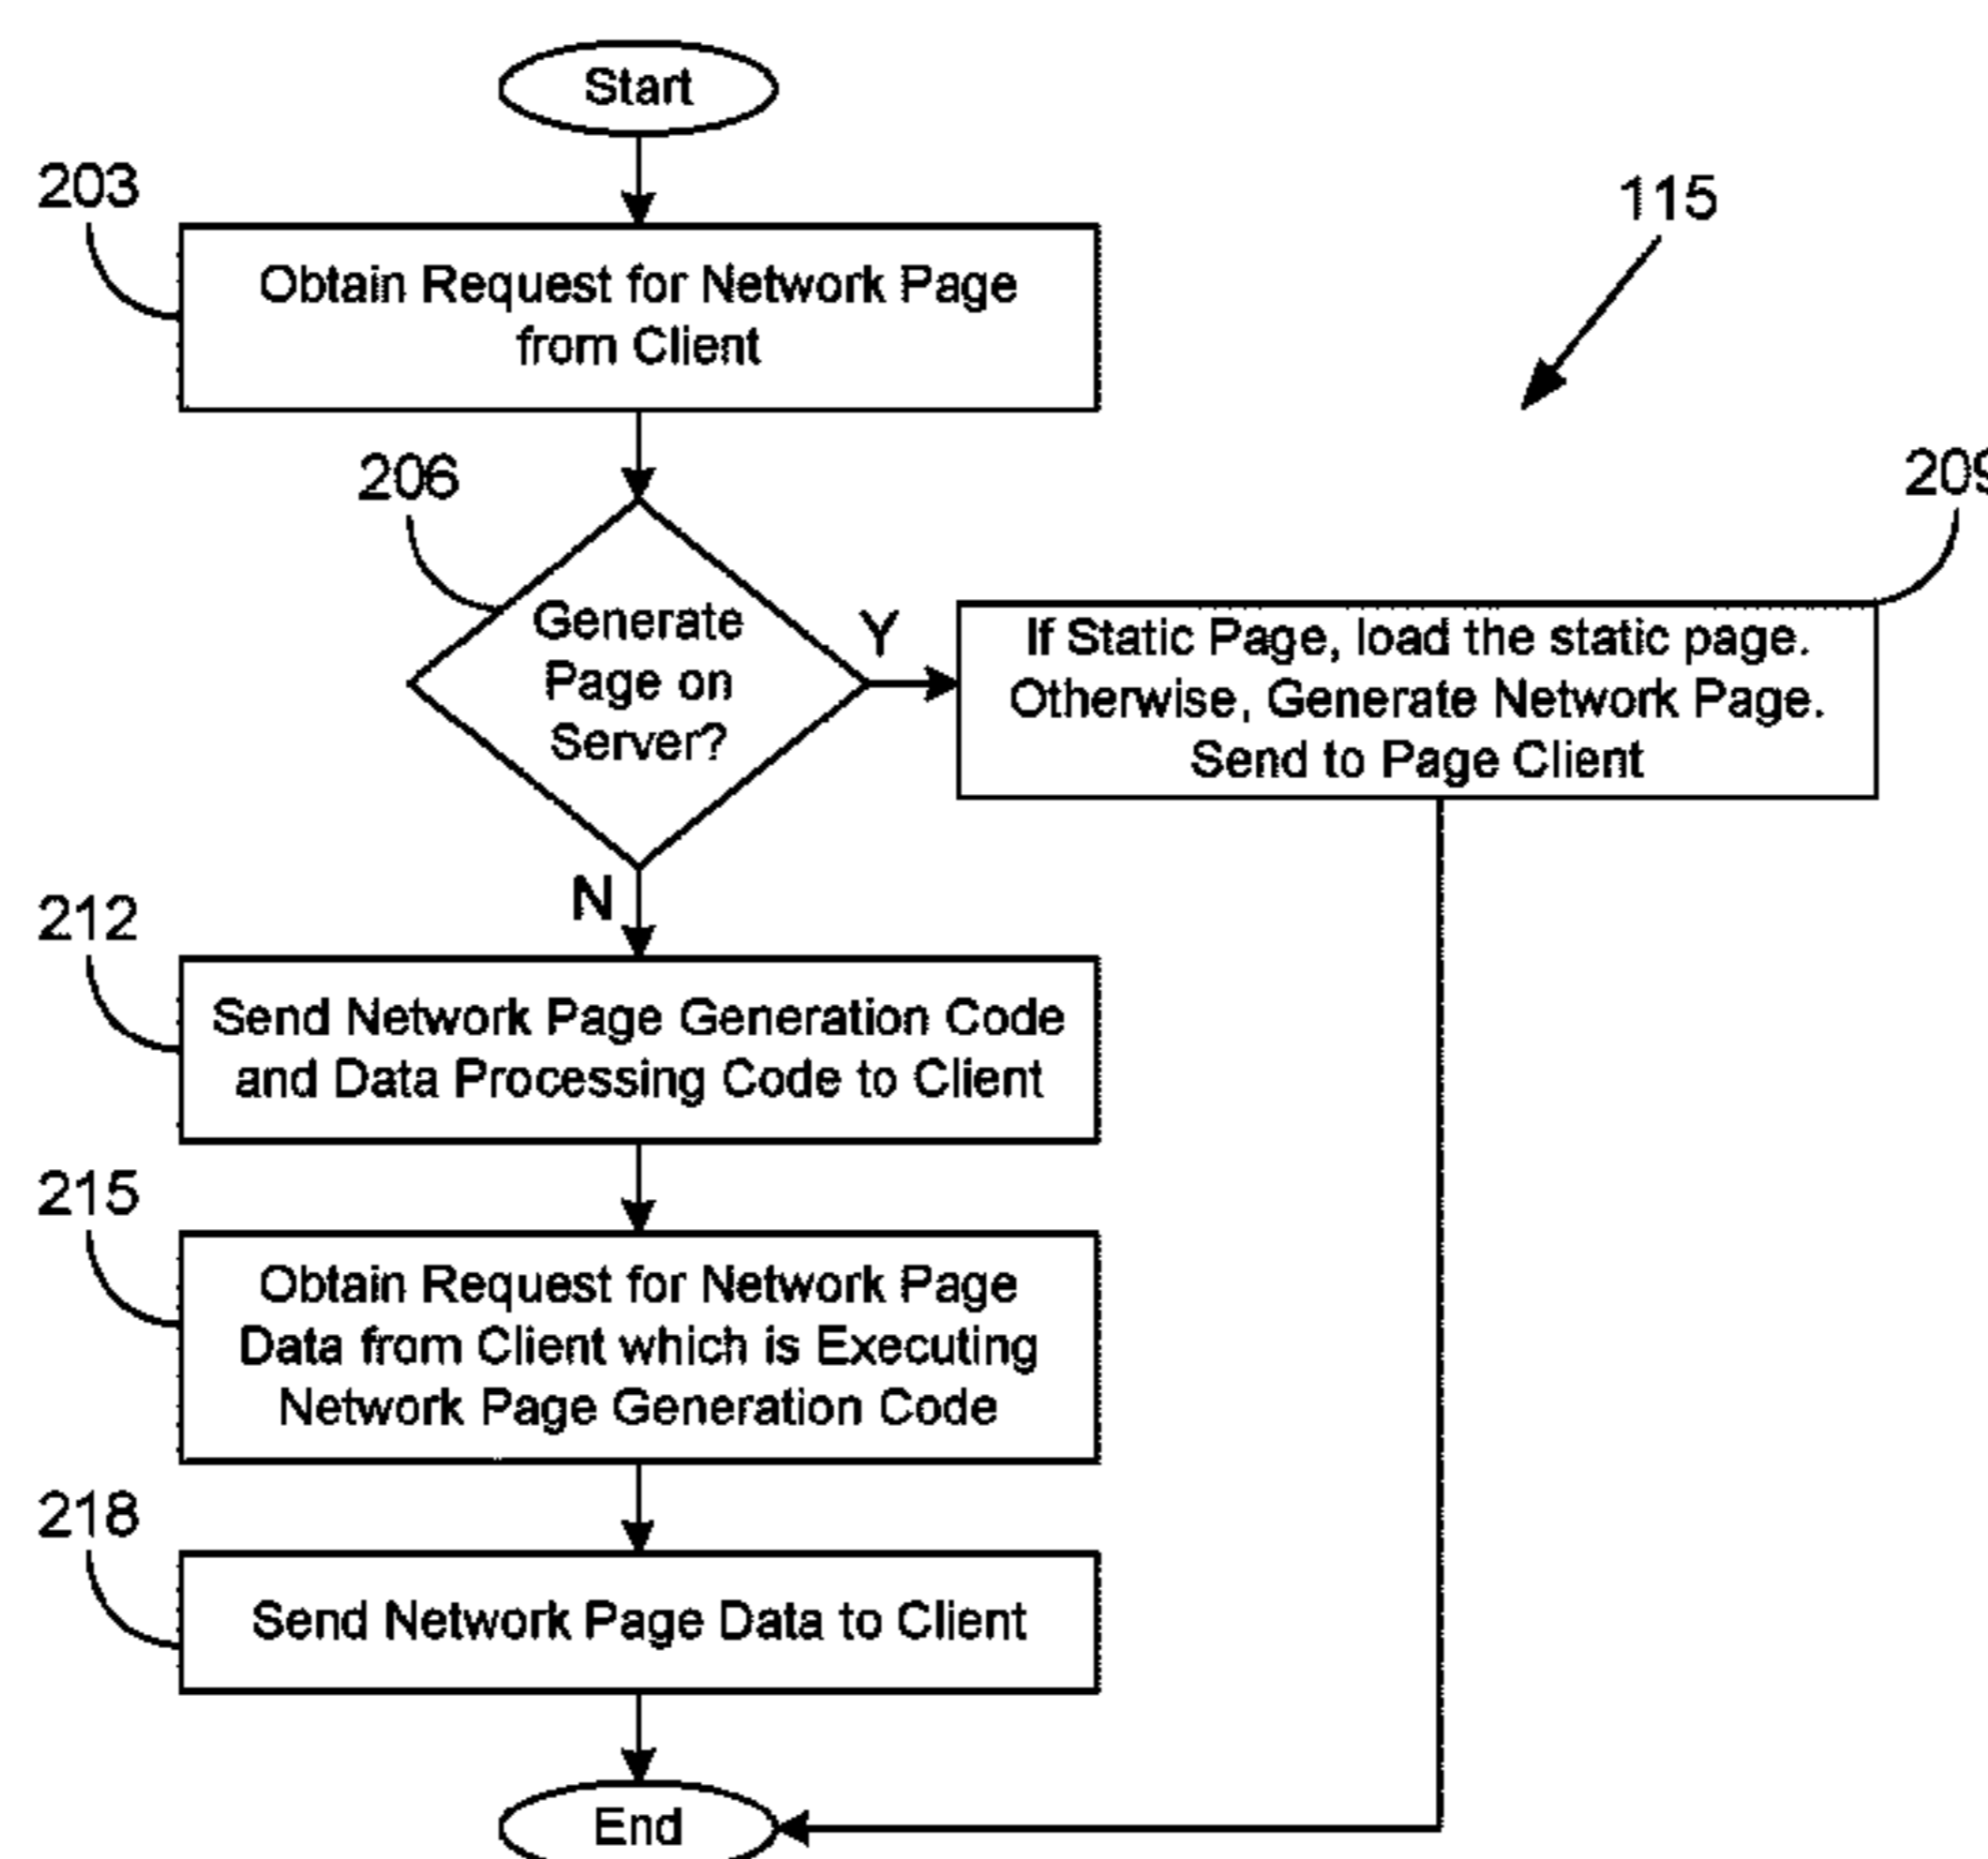 Start
203
Obtain Request for Network Page
from Client
115
206
Generate
Page on
Server?
Y
209
If Static Page, load the static page.
Otherwise, Generate Network Page.
Send to Page Client
N
212
Send Network Page Generation Code
and Data Processing Code to Client
215
Obtain Request for Network Page
Data from Client which is Executing
Network Page Generation Code
218
Send Network Page Data to Client
End